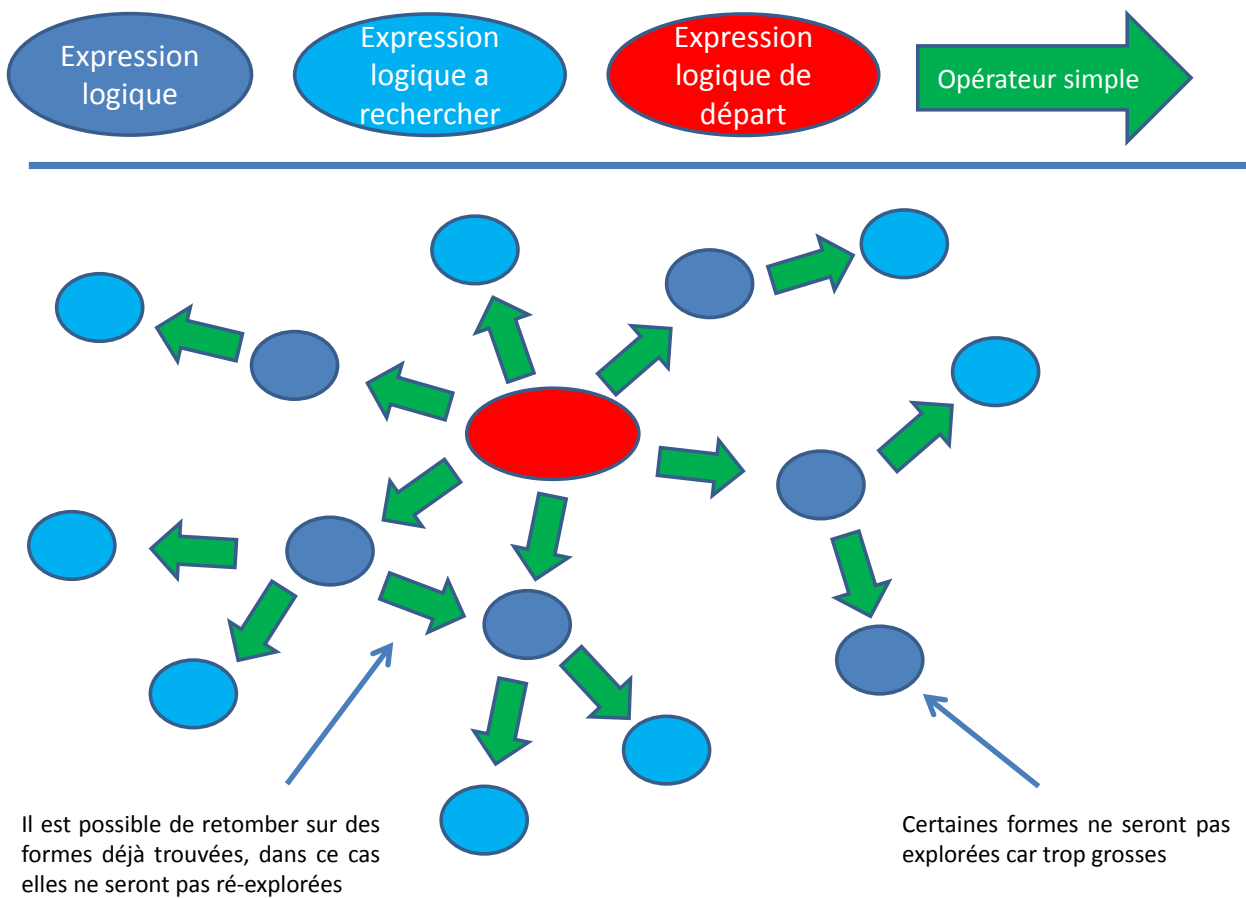 Expression
logique
Expression
logique a
rechercher
Expression
logique de
départ
Opérateur simple
Il est possible de retomber sur des
formes déjà trouvées, dans ce cas
elles ne seront pas ré-explorées
Certaines formes ne seront pas
explorées car trop grosses